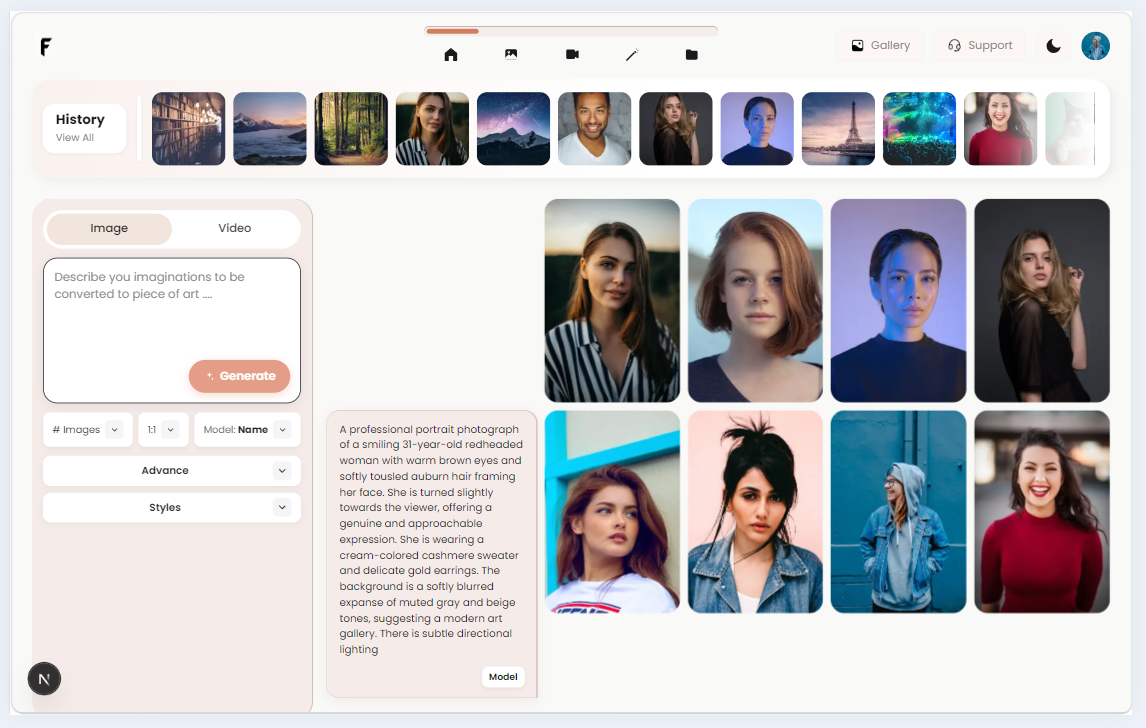 F
Gallery
Support
History
View All
Image
Video
Describe you imaginations to be
converted to piece of art ....
Generate
# Images
1:1
Model: Name
Advance
Styles
A professional portrait photograph
of a smiling 31-year-old redheaded
woman with warm brown eyes and
softly tousled auburn hair framing
her face. She is turned slightly
towards the viewer, offering a
genuine and approachable
expression. She is wearing a
cream-colored cashmere sweater
and delicate gold earrings. The
background is a softly blurred
expanse of muted gray and beige
tones, suggesting a modern art
gallery. There is subtle directional
lighting
Model
N